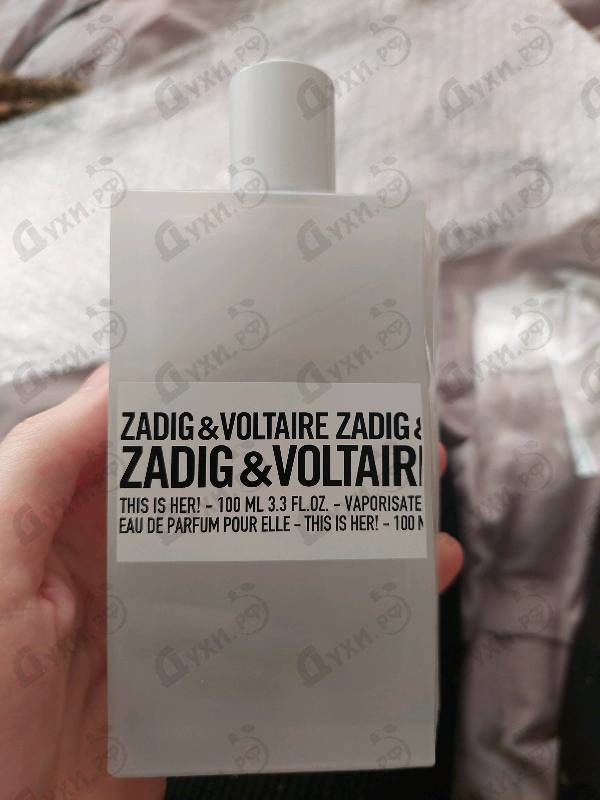 ZADIG & VOLTAIRE ZADIG &
ZADIG & VOLTAIR
THIS IS HER! – 100 ML 3.3 FL.OZ. – VAPORISATE
EAU DE PARFUM POUR ELLE – THIS IS HER! – 100 M
Духи.РФ